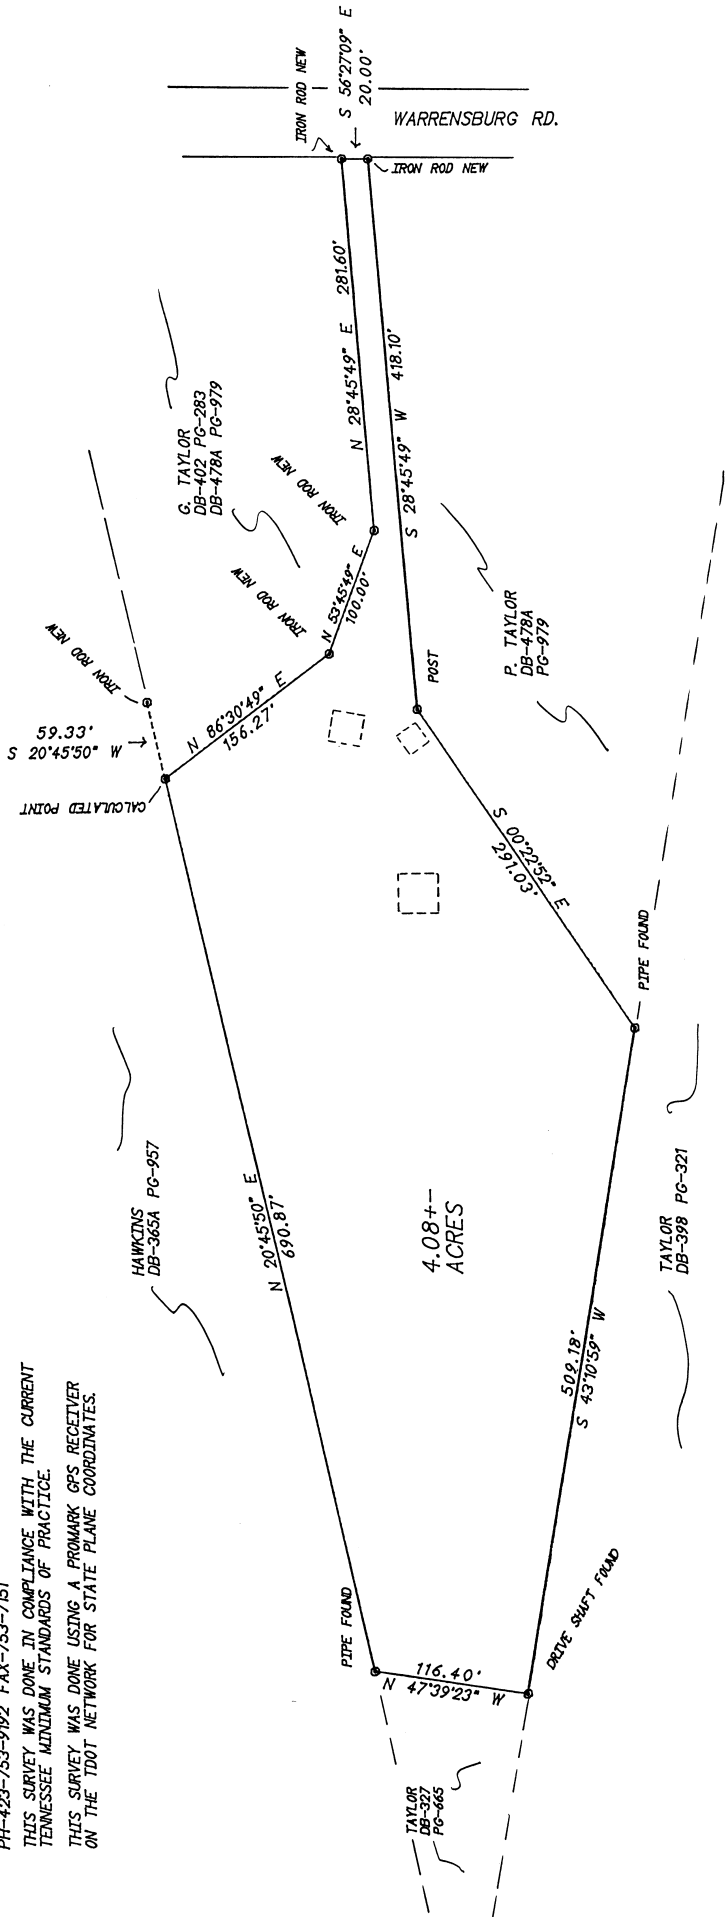 S 56°27'09" E
20.00'
IRON ROD NEW
WARRENSBURG RD.
IRON ROD NEW
N 28°45'49" E 281.60'
S 28°45'49" W 418.10'
G. TAYLOR
DB-402 PG-283
DB-478A PG-979
IRON ROD NEW
N 53°45'49" E
100.00'
IRON ROD NEW
IRON ROD NEW
P. TAYLOR
DB-478A
PG-979
POST
59.33'
S 20°45'50" W
N 86°30'49" E
156.27'
CALCULATED POINT
S 00°22'52" E
291.03'
PIPE FOUND
HAWKINS
DB-365A PG-957
N 20°45'50" E
690.87'
4.08+-
ACRES
TAYLOR
DB-398 PG-321
509.18'
S 43°10'59" W
PIPE FOUND
DRIVE SHAFT FOUND
116.40'
N 47°39'23" W
TAYLOR
DB-327
PG-665
PH-423-753-9192 FAX-753-7151
THIS SURVEY WAS DONE IN COMPLIANCE WITH THE CURRENT
TENNESSEE MINIMUM STANDARDS OF PRACTICE.
THIS SURVEY WAS DONE USING A PROMARK GPS RECEIVER
ON THE TDOT NETWORK FOR STATE PLANE COORDINATES.